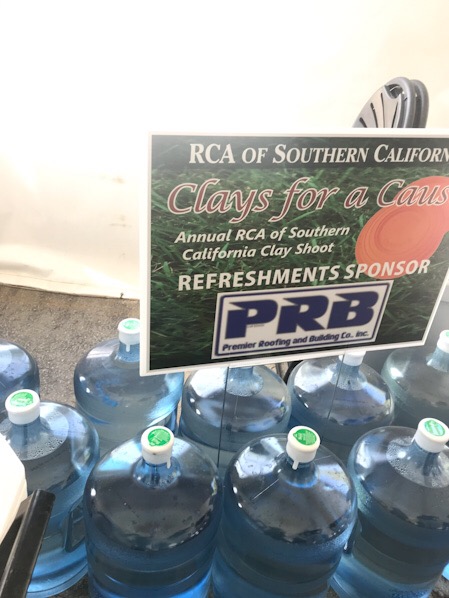 RCA OF SOUTHERN CALIFORN
Clays for a Caus
Annual RCA of Southern
California Clay Shoot
REFRESHMENTS SPONSOR
PRB
Premier Roofing and Building Co., Inc.